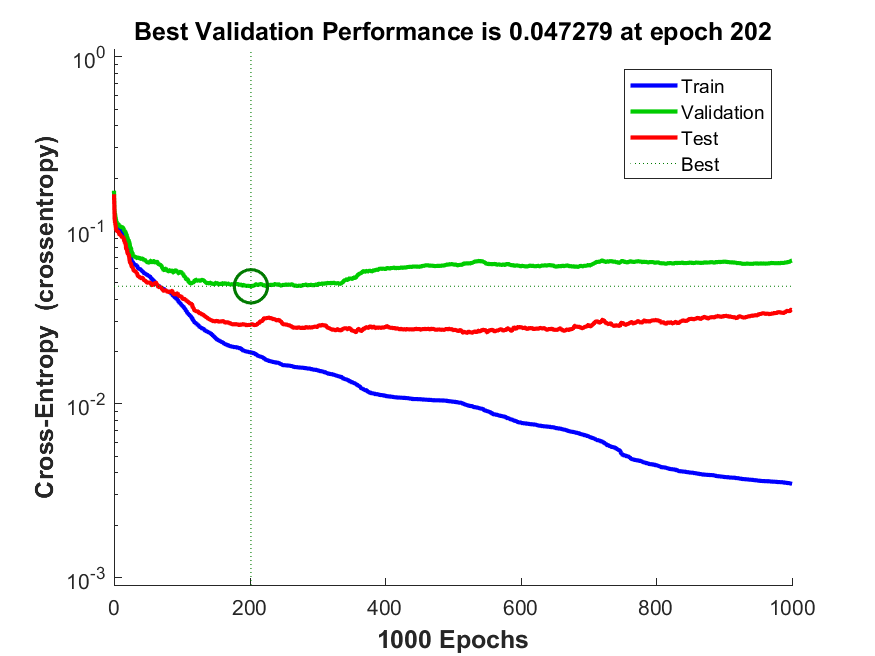 Best Validation Performance is 0.047279 at epoch 202
Cross-Entropy (crossentropy)
10^0
10^-1
10^-2
10^-3
Train
Validation
Test
Best
0 200 400 600 800 1000
1000 Epochs